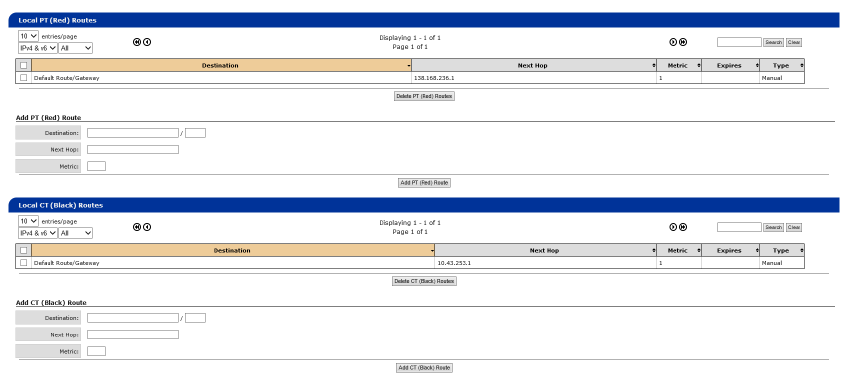 Local PT (Red) Routes
10 entries/page
Displaying 1 - 1 of 1
IPv4 & v6 All
Page 1 of 1
Search Clear
Destination Next Hop Metric Expires Type
Default Route/Gateway 138.168.236.1 1 Manual
Delete PT (Red) Routes
Add PT (Red) Route
Destination: /
Next Hop:
Metric:
Add PT (Red) Route
Local CT (Black) Routes
10 entries/page
Displaying 1 - 1 of 1
IPv4 & v6 All
Page 1 of 1
Search Clear
Destination Next Hop Metric Expires Type
Default Route/Gateway 10.43.253.1 1 Manual
Delete CT (Black) Routes
Add CT (Black) Route
Destination: /
Next Hop:
Metric:
Add CT (Black) Route